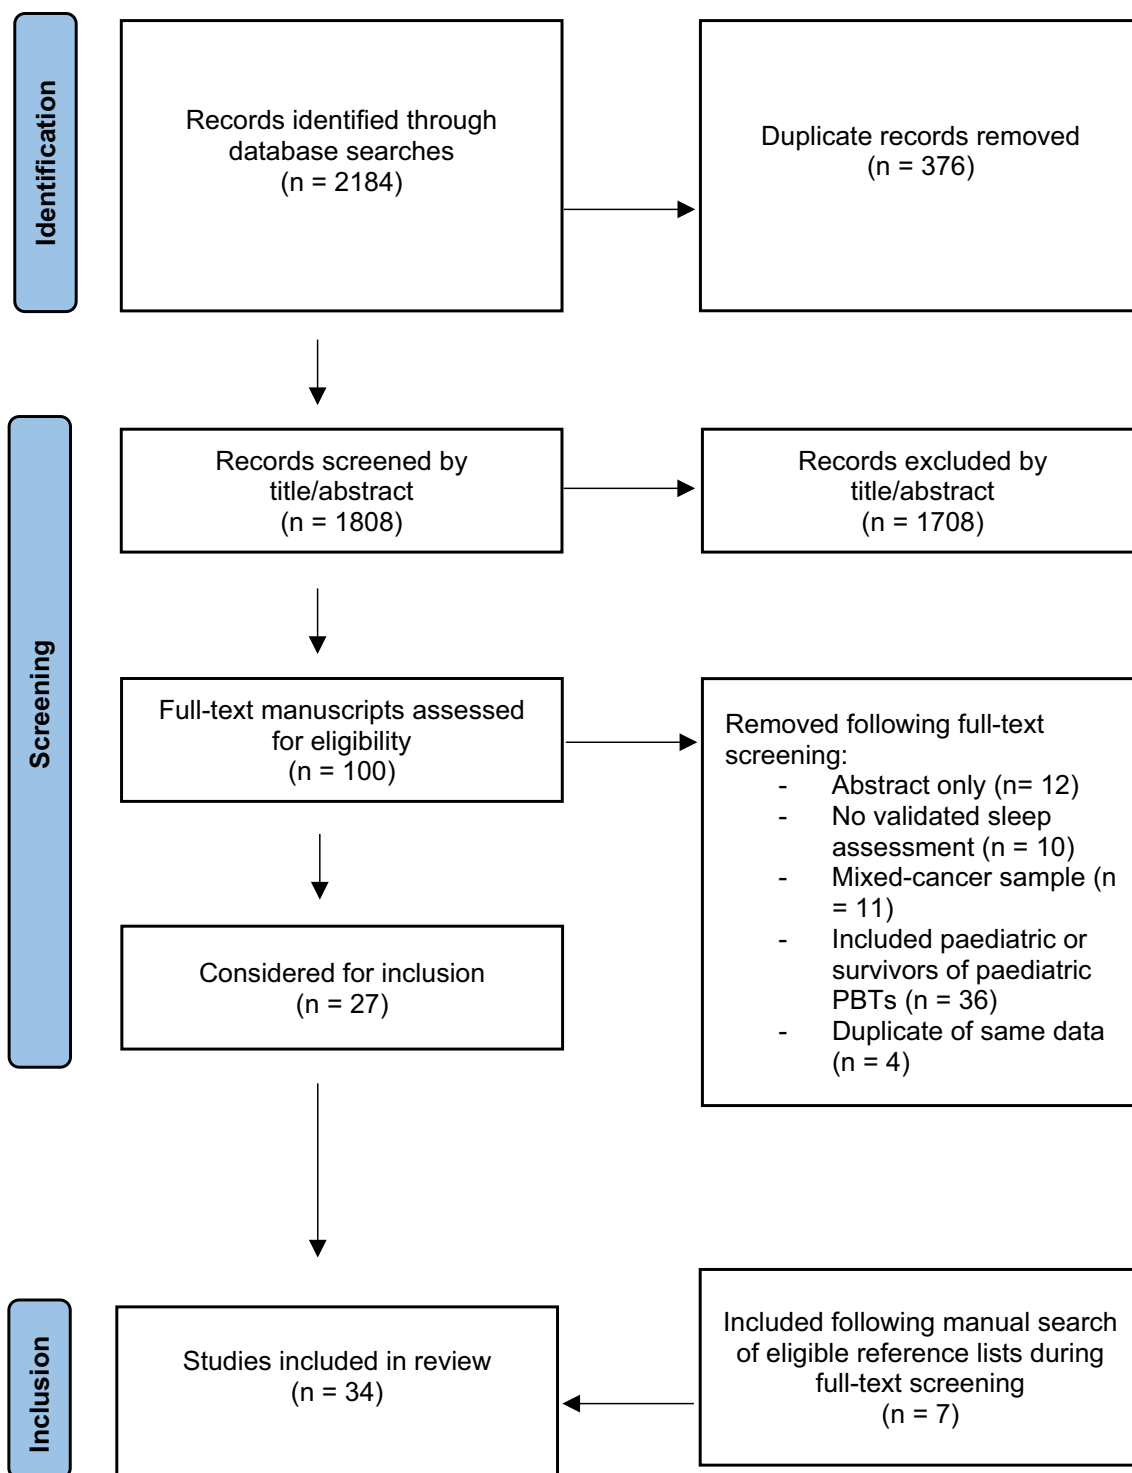 Identification
Records identified through
database searches
(n = 2184)
Duplicate records removed
(n = 376)
Screening
Records screened by
title/abstract
(n = 1808)
Records excluded by
title/abstract
(n = 1708)
Full-text manuscripts assessed
for eligibility
(n = 100)
Removed following full-text
screening:
- Abstract only (n= 12)
- No validated sleep
assessment (n = 10)
- Mixed-cancer sample (n
= 11)
- Included paediatric or
survivors of paediatric
PBTs (n = 36)
- Duplicate of same data
(n = 4)
Considered for inclusion
(n = 27)
Inclusion
Studies included in review
(n = 34)
Included following manual search
of eligible reference lists during
full-text screening
(n = 7)